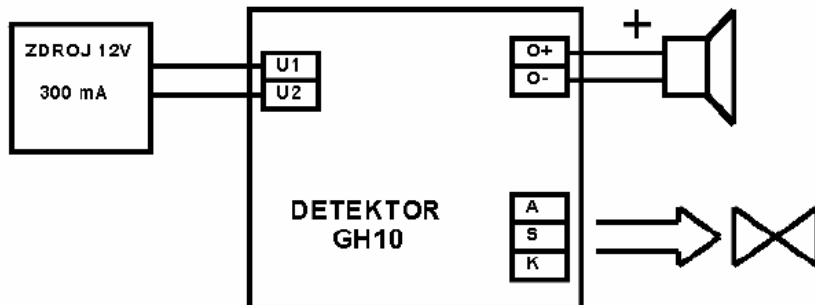 ZDROJ 12V
300 mA
U1
U2
O+
O-
+
DETEKTOR
GH10
A
S
K